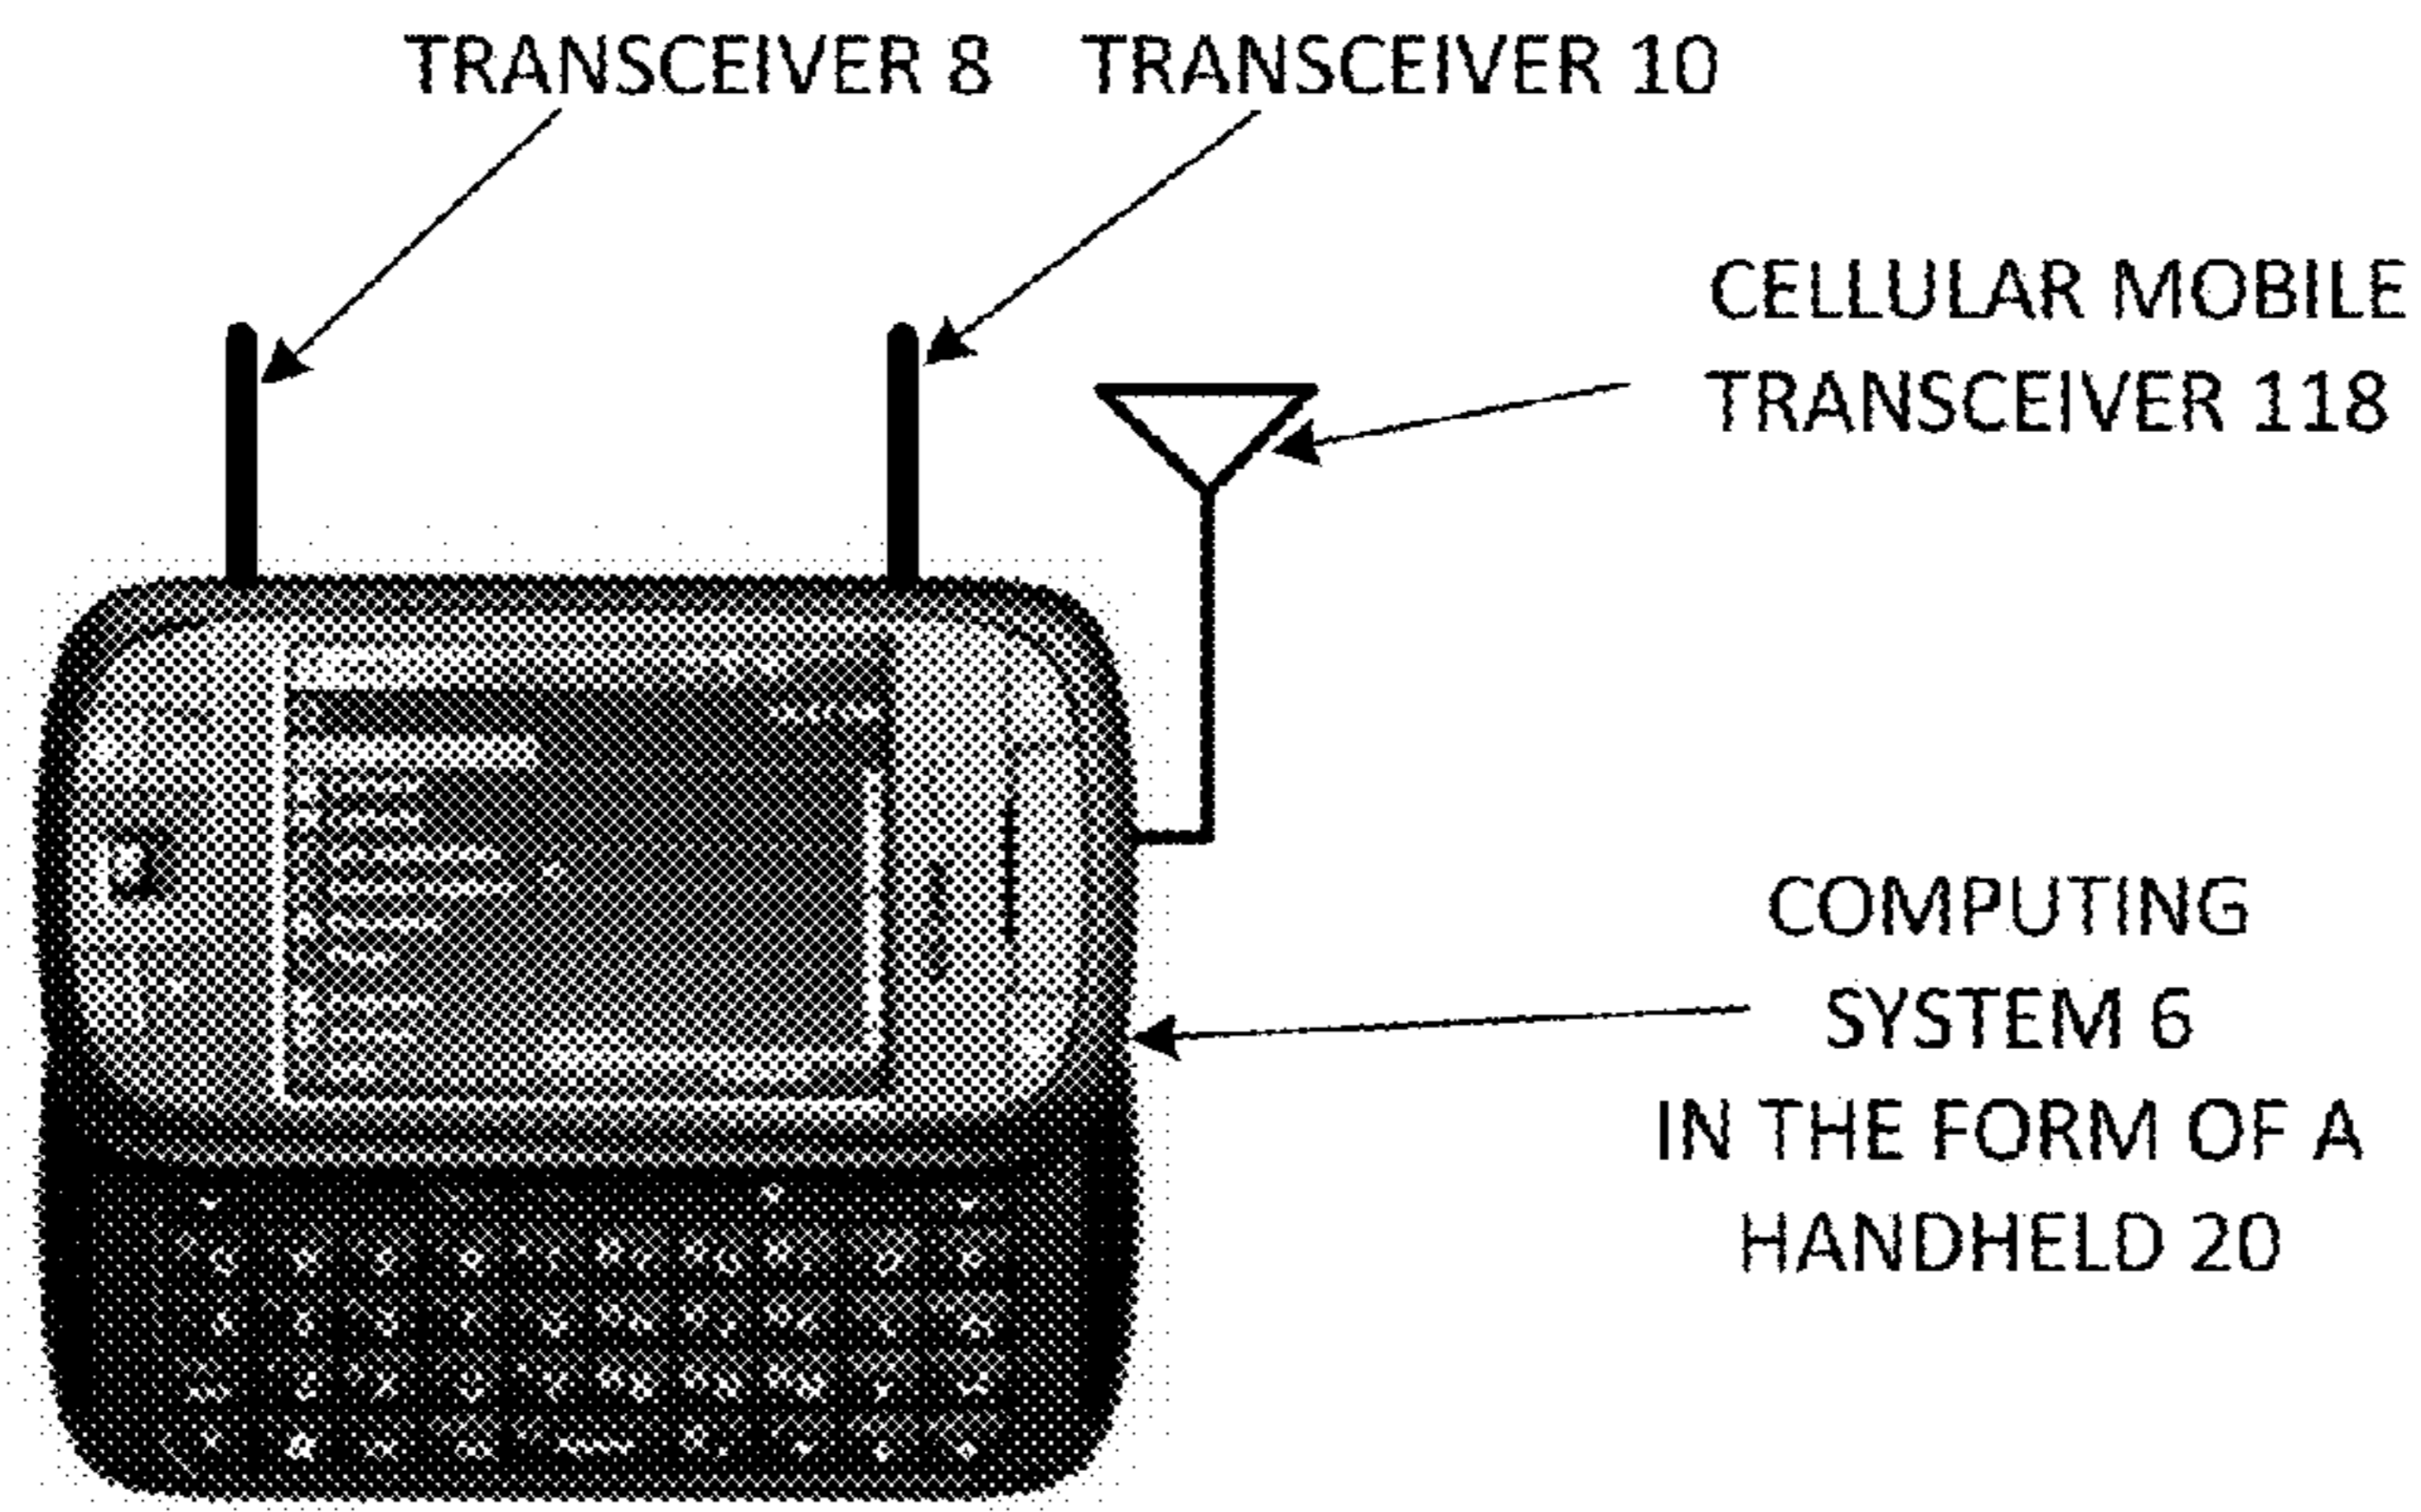 TRANSCEIVER 8 TRANSCEIVER 10
CELLULAR MOBILE
TRANSCEIVER 118
COMPUTING
SYSTEM 6
IN THE FORM OF A
HANDHELD 20